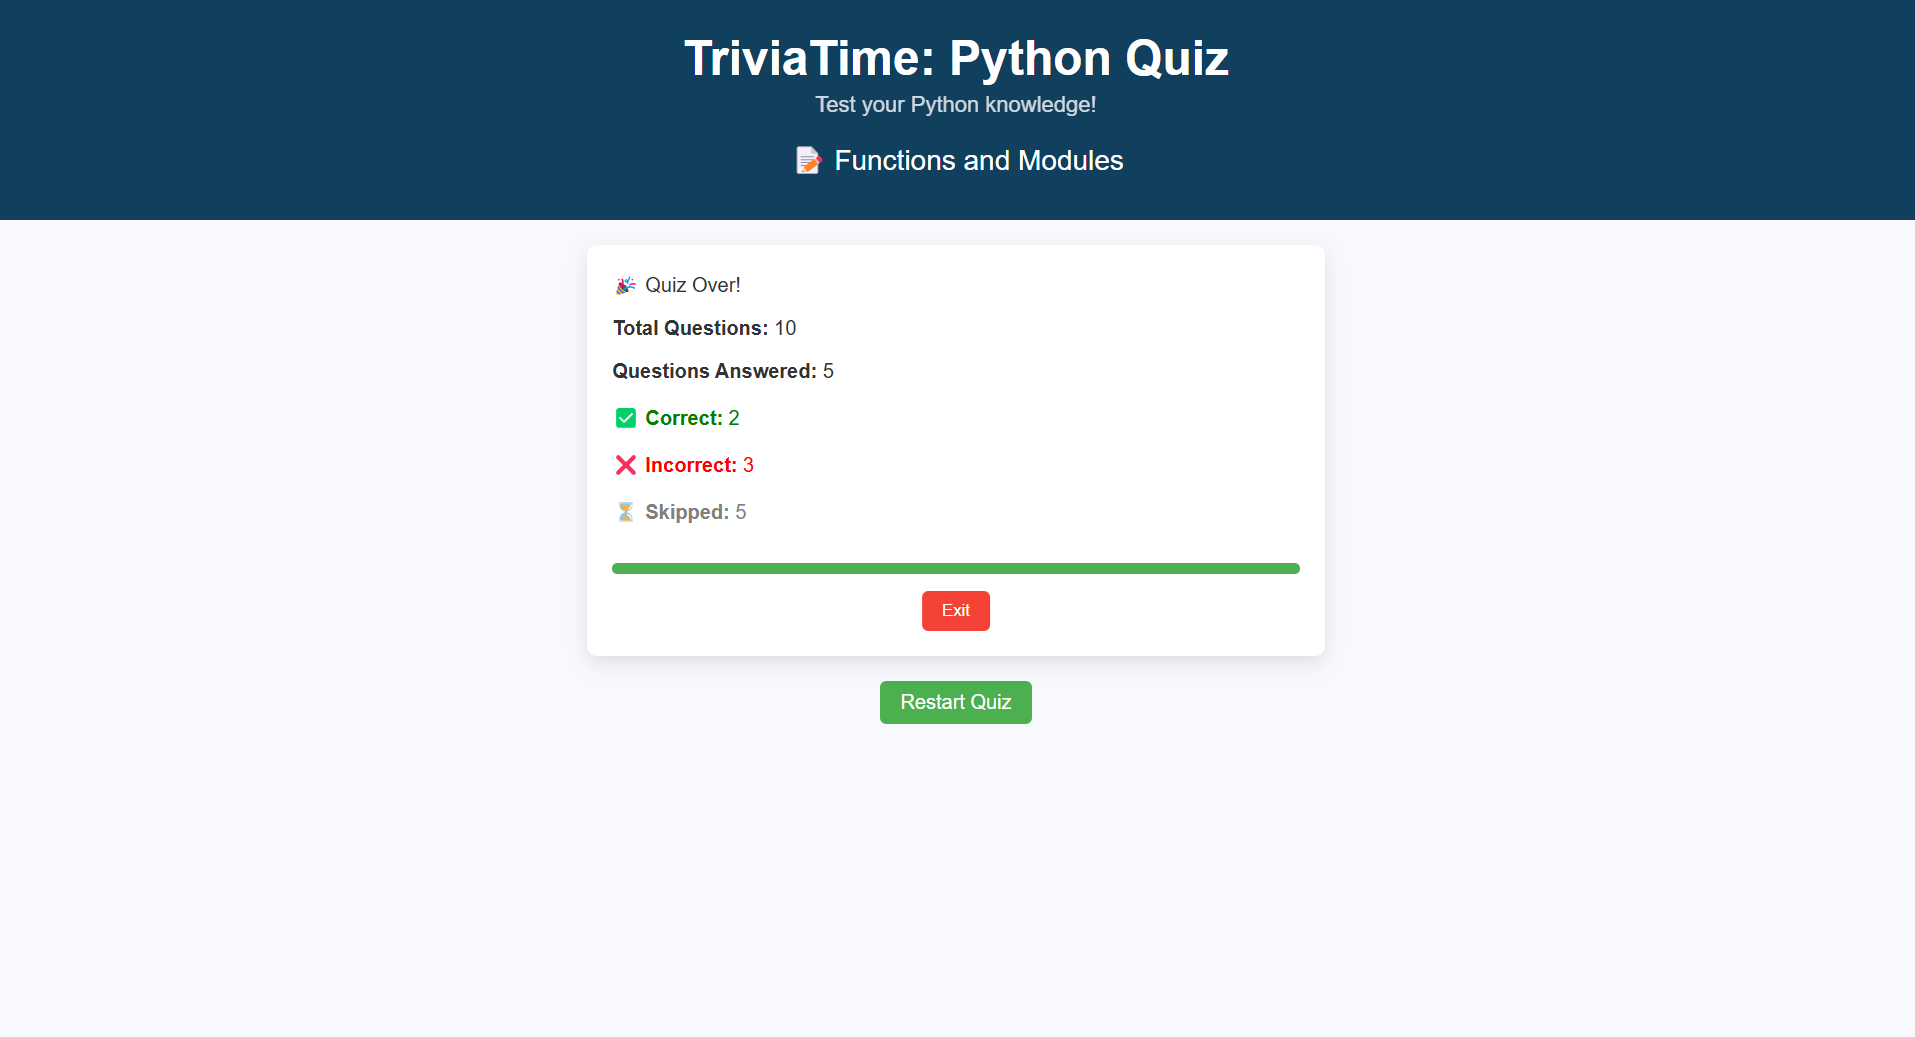 TriviaTime: Python Quiz
Test your Python knowledge!
📝 Functions and Modules
🎉 Quiz Over!
Total Questions: 10
Questions Answered: 5
✅ Correct: 2
❌ Incorrect: 3
⏳ Skipped: 5
Exit
Restart Quiz